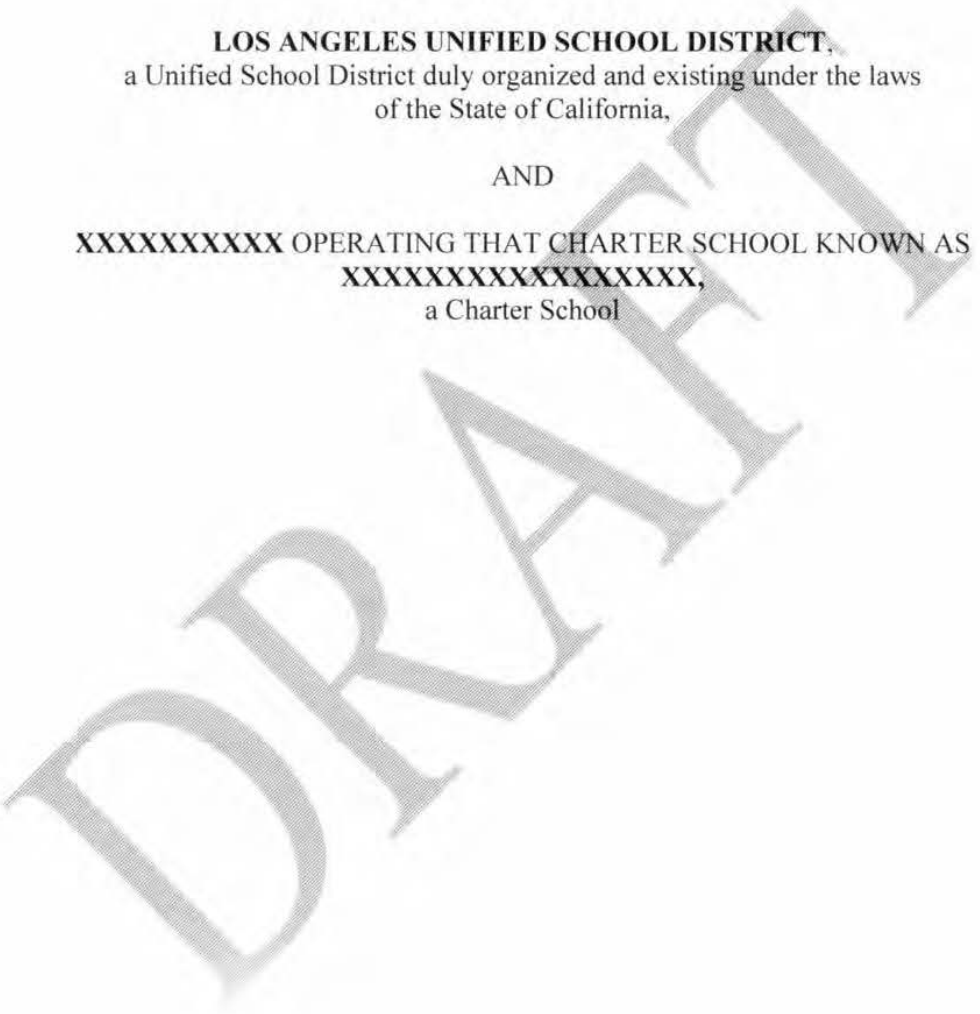 LOS ANGELES UNIFIED SCHOOL DISTRICT,
a Unified School District duly organized and existing under the laws
of the State of California,
AND
XXXXXXXXXX OPERATING THAT CHARTER SCHOOL KNOWN AS
XXXXXXXXXXXXXXXXX,
a Charter School
DRAFT